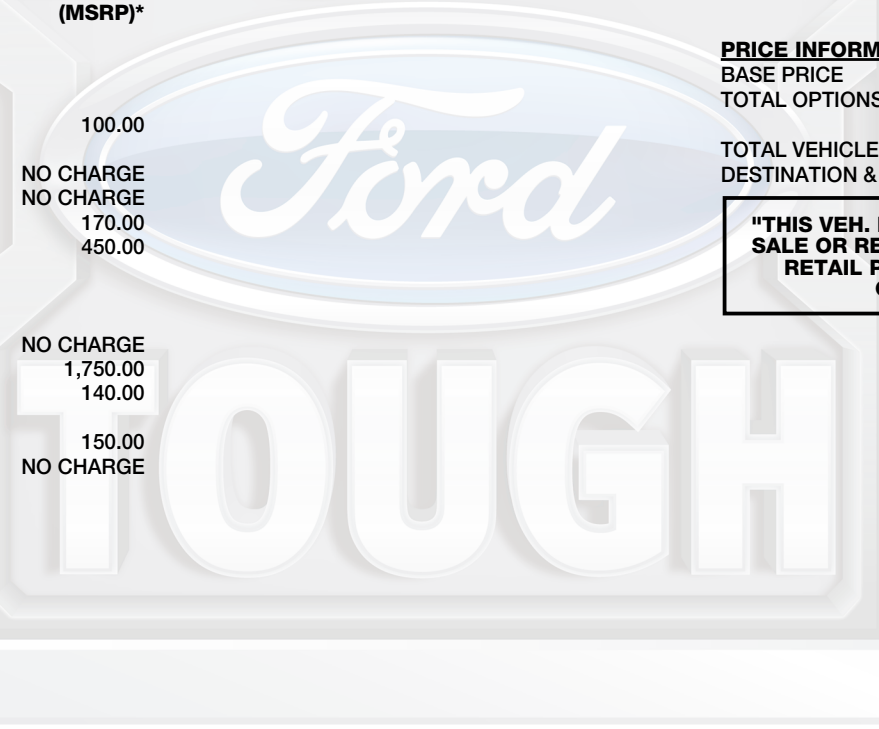 (MSRP)*
100.00
NO CHARGE
NO CHARGE
170.00
450.00
NO CHARGE
1,750.00
140.00
150.00
NO CHARGE
PRICE INFORM
BASE PRICE
TOTAL OPTIONS
TOTAL VEHICLE
DESTINATION &
"THIS VEH.
SALE OR RE
RETAIL P
Ford
TOUGH